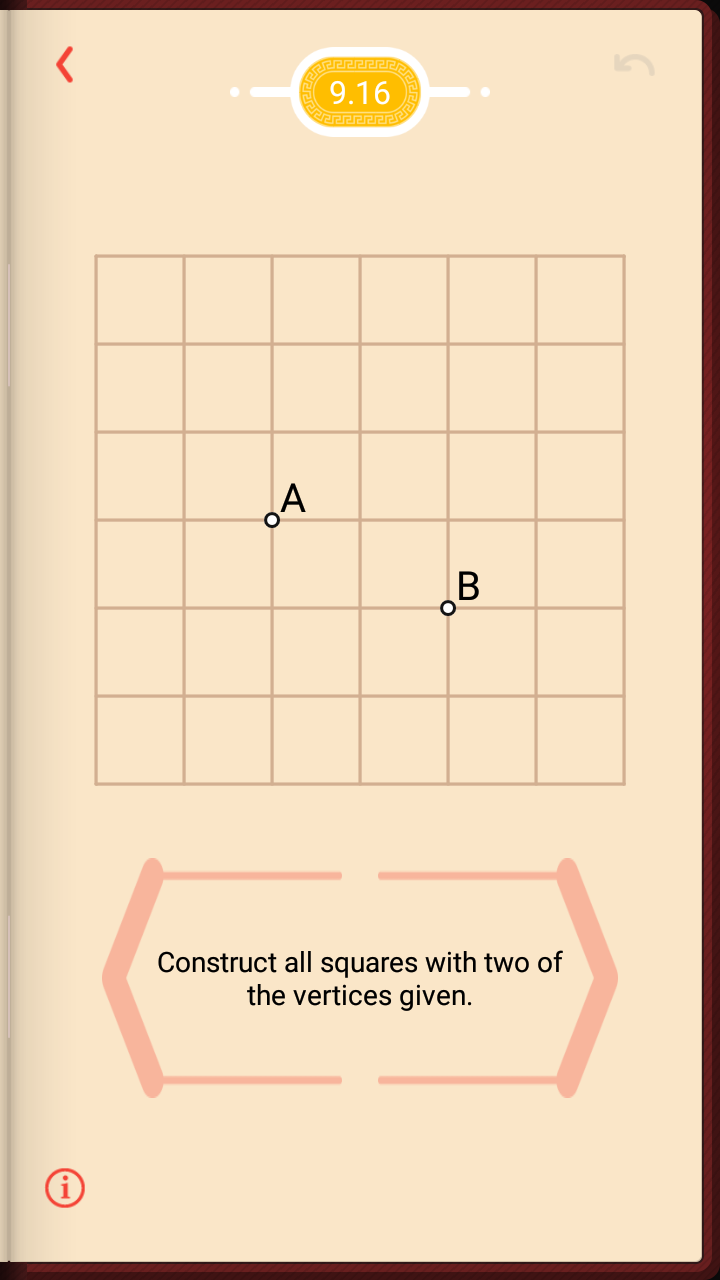 9.16
A
B
Construct all squares with two of
the vertices given.
i